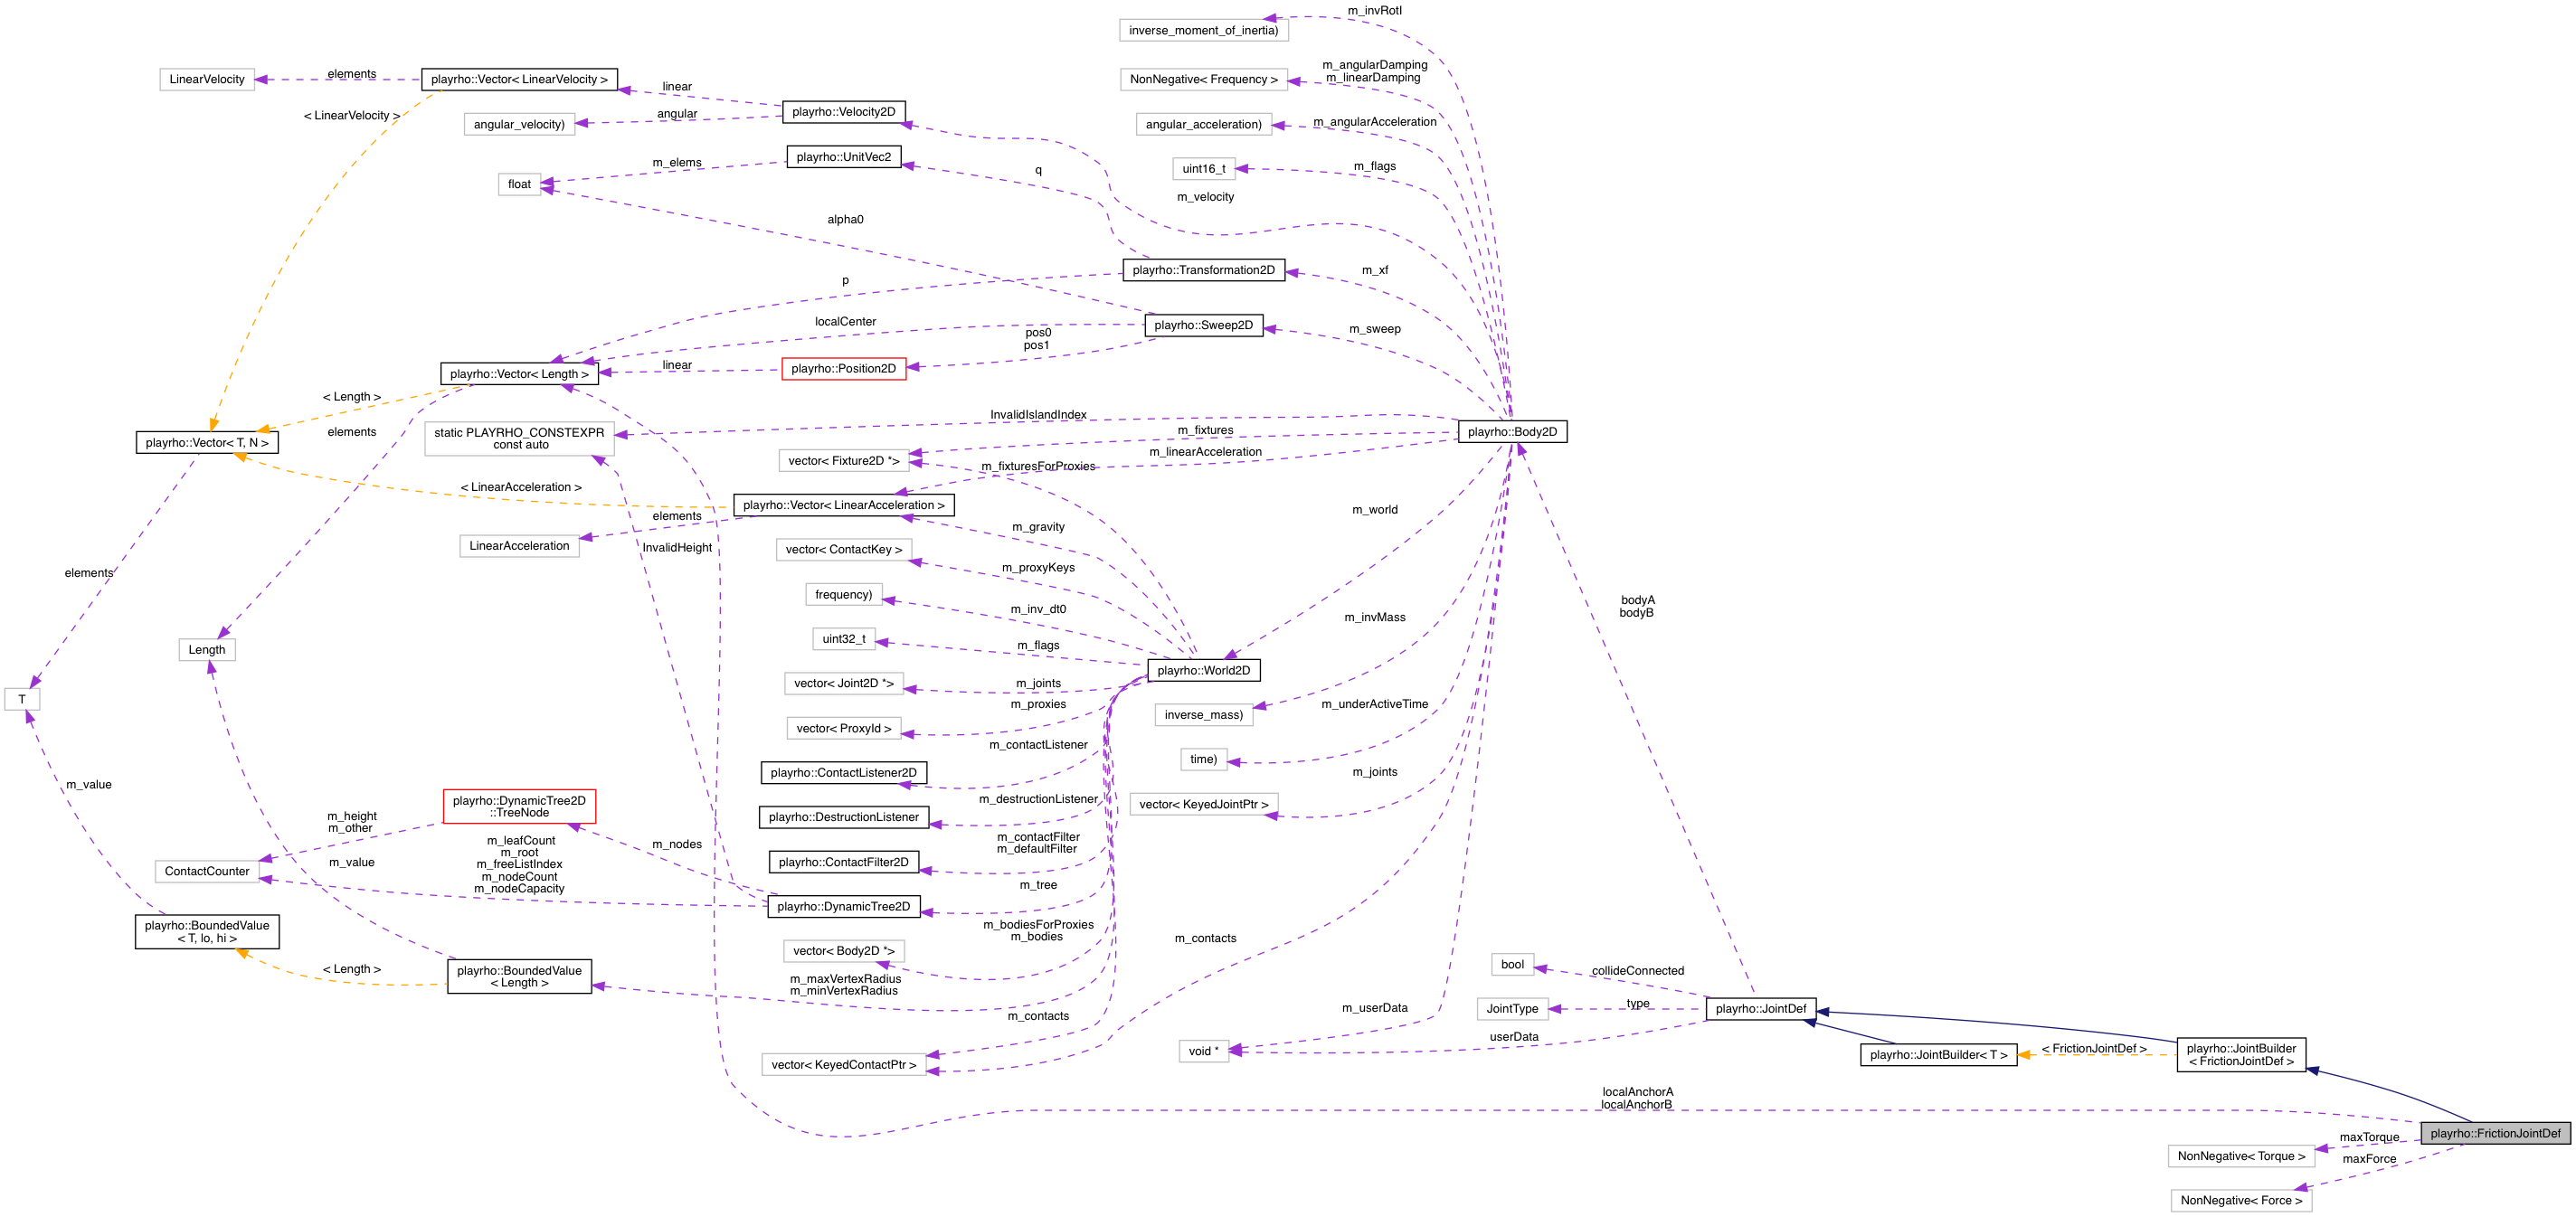 m_invRotI
inverse_moment_of_inertia)
LinearVelocity
elements
playrho::Vector< LinearVelocity >
linear
NonNegative< Frequency >
m_angularDamping
m_linearDamping
< LinearVelocity >
angular_velocity)
angular
playrho::Velocity2D
angular_acceleration)
m_angularAcceleration
m_elems
playrho::UnitVec2
q
uint16_t
m_flags
float
m_velocity
alpha0
p
playrho::Transformation2D
m_xf
localCenter
pos0
pos1
playrho::Sweep2D
m_sweep
playrho::Vector< Length >
linear
playrho::Position2D
< Length >
elements
playrho::Vector< T, N >
static PLAYRHO_CONSTEXPR
const auto
InvalidIslandIndex
m_fixtures
playrho::Body2D
m_linearAcceleration
vector< Fixture2D *>
m_fixturesForProxies
< LinearAcceleration >
playrho::Vector< LinearAcceleration >
elements
LinearAcceleration
InvalidHeight
m_gravity
m_world
vector< ContactKey >
m_proxyKeys
elements
frequency)
m_inv_dt0
bodyA
bodyB
m_invMass
uint32_t
m_flags
Length
playrho::World2D
vector< Joint2D *>
m_joints
T
m_proxies
m_underActiveTime
inverse_mass)
vector< ProxyId >
m_contactListener
time)
playrho::ContactListener2D
m_joints
m_value
playrho::DynamicTree2D
::TreeNode
m_destructionListener
vector< KeyedJointPtr >
m_height
m_other
playrho::DestructionListener
m_contactFilter
m_defaultFilter
m_nodes
m_leafCount
m_root
m_freeListIndex
m_nodeCount
m_nodeCapacity
m_value
ContactCounter
playrho::ContactFilter2D
m_tree
playrho::DynamicTree2D
playrho::BoundedValue
< T, lo, hi >
m_bodiesForProxies
m_bodies
m_contacts
vector< Body2D *>
< Length >
playrho::BoundedValue
< Length >
m_maxVertexRadius
m_minVertexRadius
bool
collideConnected
m_contacts
m_userData
JointType
type
playrho::JointDef
userData
void *
vector< KeyedContactPtr >
playrho::JointBuilder< T >
< FrictionJointDef >
playrho::JointBuilder
< FrictionJointDef >
localAnchorA
localAnchorB
playrho::FrictionJointDef
maxTorque
NonNegative< Torque >
maxForce
NonNegative< Force >